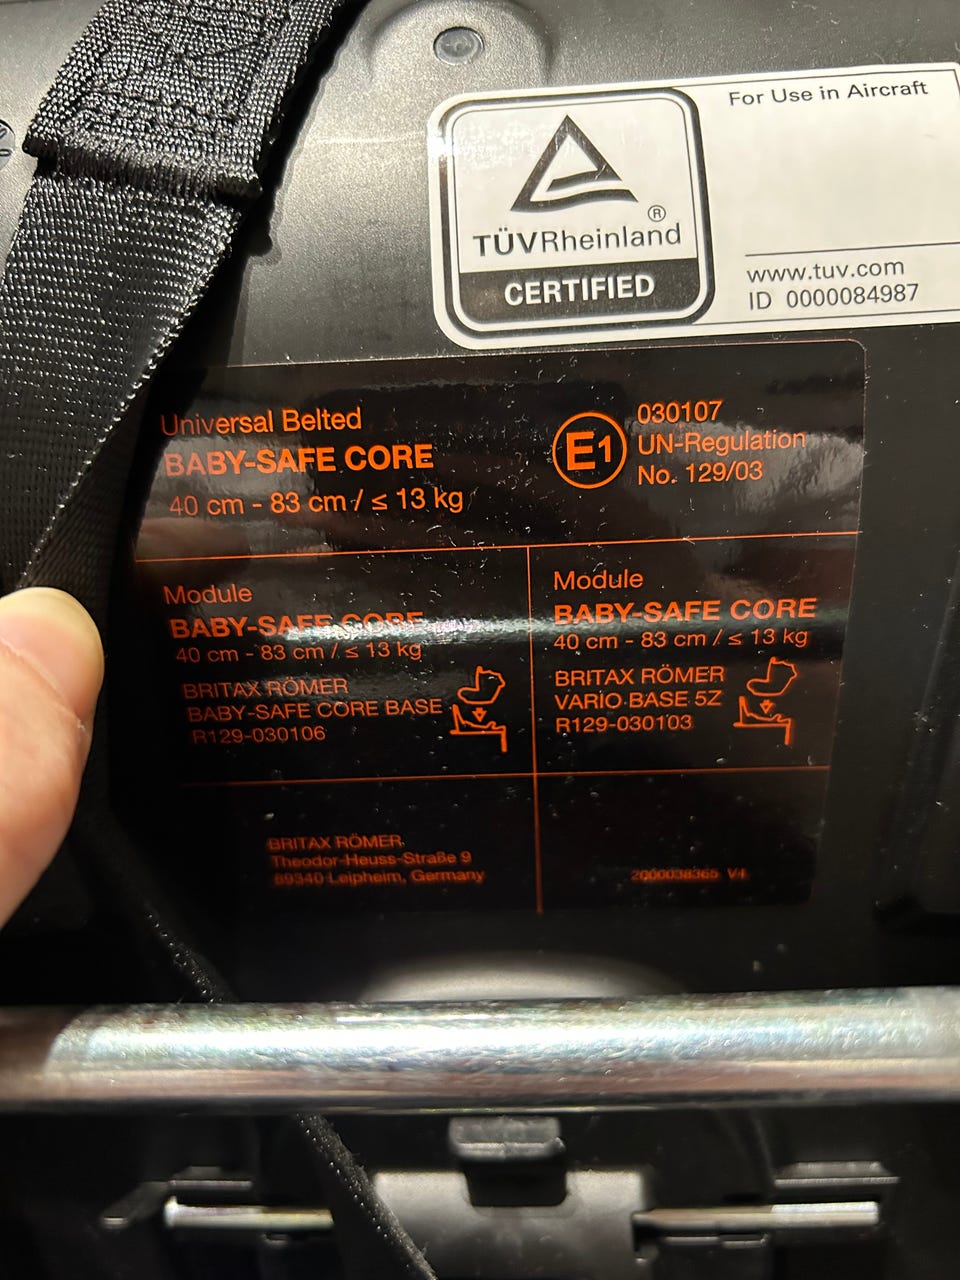 For Use in Aircraft
®
TÜVRheinland
CERTIFIED
www.tuv.com
ID 0000084987
Universal Belted
BABY-SAFE CORE
40 cm - 83 cm / ≤ 13 kg
E1
030107
UN-Regulation
No. 129/03
Module
BABY-SAFE CORE
40 cm - 83 cm / ≤ 13 kg
BRITAX RÖMER
BABY-SAFE CORE BASE
R129-030106
Module
BABY-SAFE CORE
40 cm - 83 cm / ≤ 13 kg
BRITAX RÖMER
VARIO BASE 5Z
R129-030103
BRITAX RÖMER
Theodor-Heuss-Straße 9
89340 Leipheim, Germany
2000038365 V4